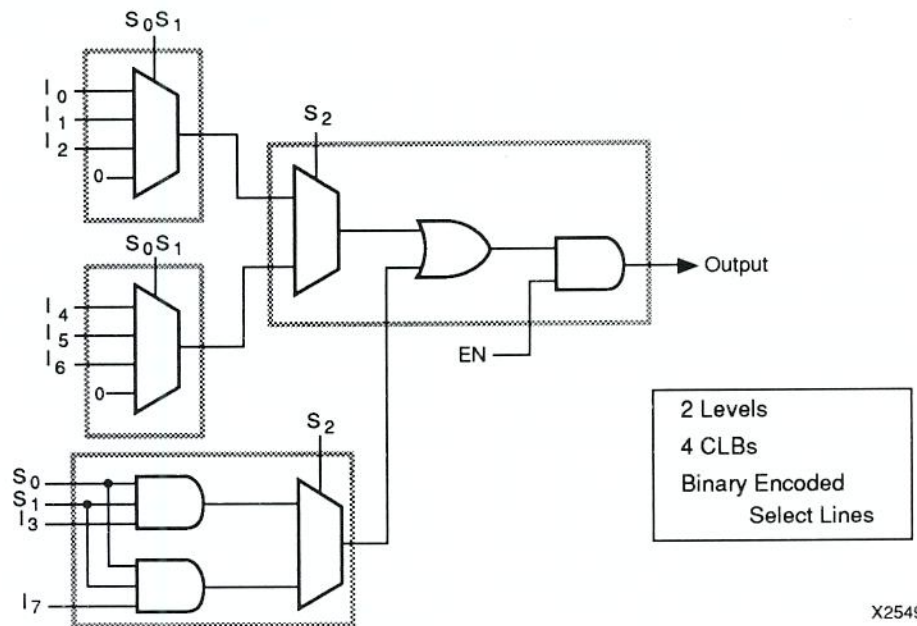 S0S1
I0
I1
I2
0
S2
S0S1
I4
I5
I6
0
Output
EN
S2
S0
S1
I3
I7
2 Levels
4 CLBs
Binary Encoded
Select Lines
X2549